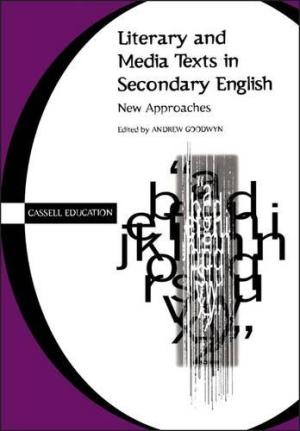 Literary and
Media Texts in
Secondary English
New Approaches
Edited by ANDREW GOODWYN
CASSELL EDUCATION